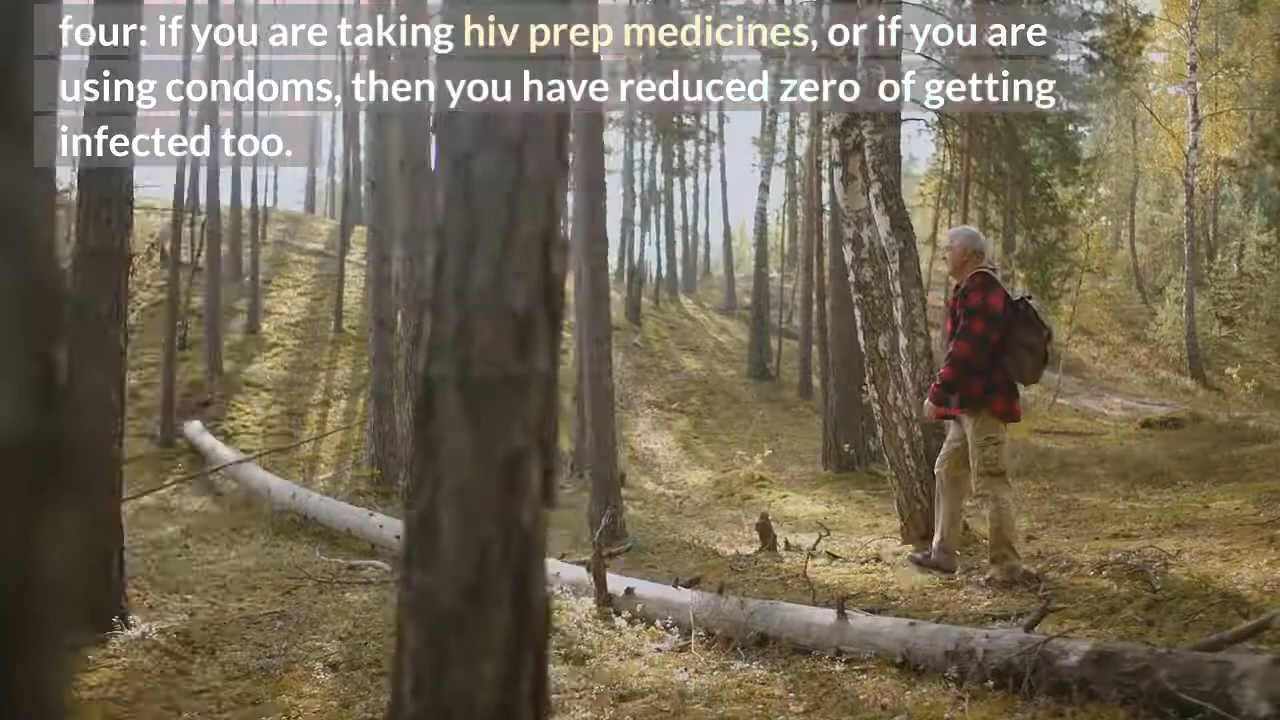 four: if you are taking hiv prep medicines, or if you are
using condoms, then you have reduced zero  of getting
infected too.